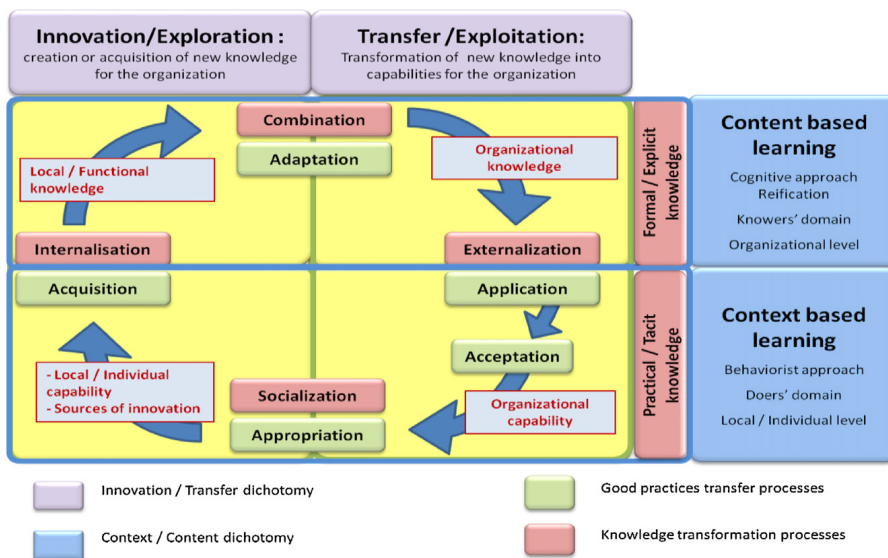 Innovation/Exploration :
creation or acquisition of new knowledge
for the organization
Transfer /Exploitation:
Transformation of new knowledge into
capabilities for the organization
Combination
Adaptation
Local / Functional
knowledge
Organizational
knowledge
Internalisation
Externalization
Formal / Explicit
knowledge
Content based
learning
Cognitive approach
Reification
Knowers' domain
Organizational level
Acquisition
Application
Acceptation
- Local / Individual
capability
- Sources of innovation
Socialization
Appropriation
Organizational
capability
Practical / Tacit
knowledge
Context based
learning
Behaviorist approach
Doers' domain
Local / Individual level
Innovation / Transfer dichotomy
Good practices transfer processes
Context / Content dichotomy
Knowledge transformation processes